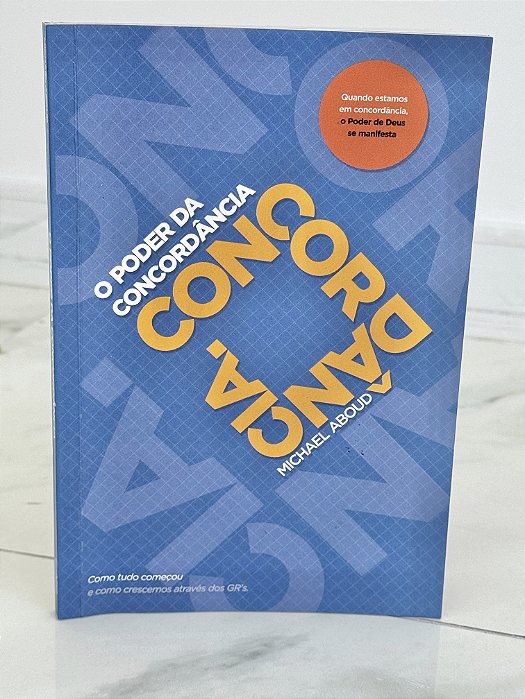 Quando estamos
em concordância,
o Poder de Deus
se manifesta
O PODER DA
CONCORDÂNCIA
CONCORDÂNCIA.
MICHAEL ABOUD
Como tudo começou
e como crescemos através dos GR's.